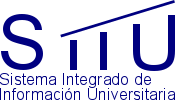 SIIU
Sistema Integrado de
Información Universitaria